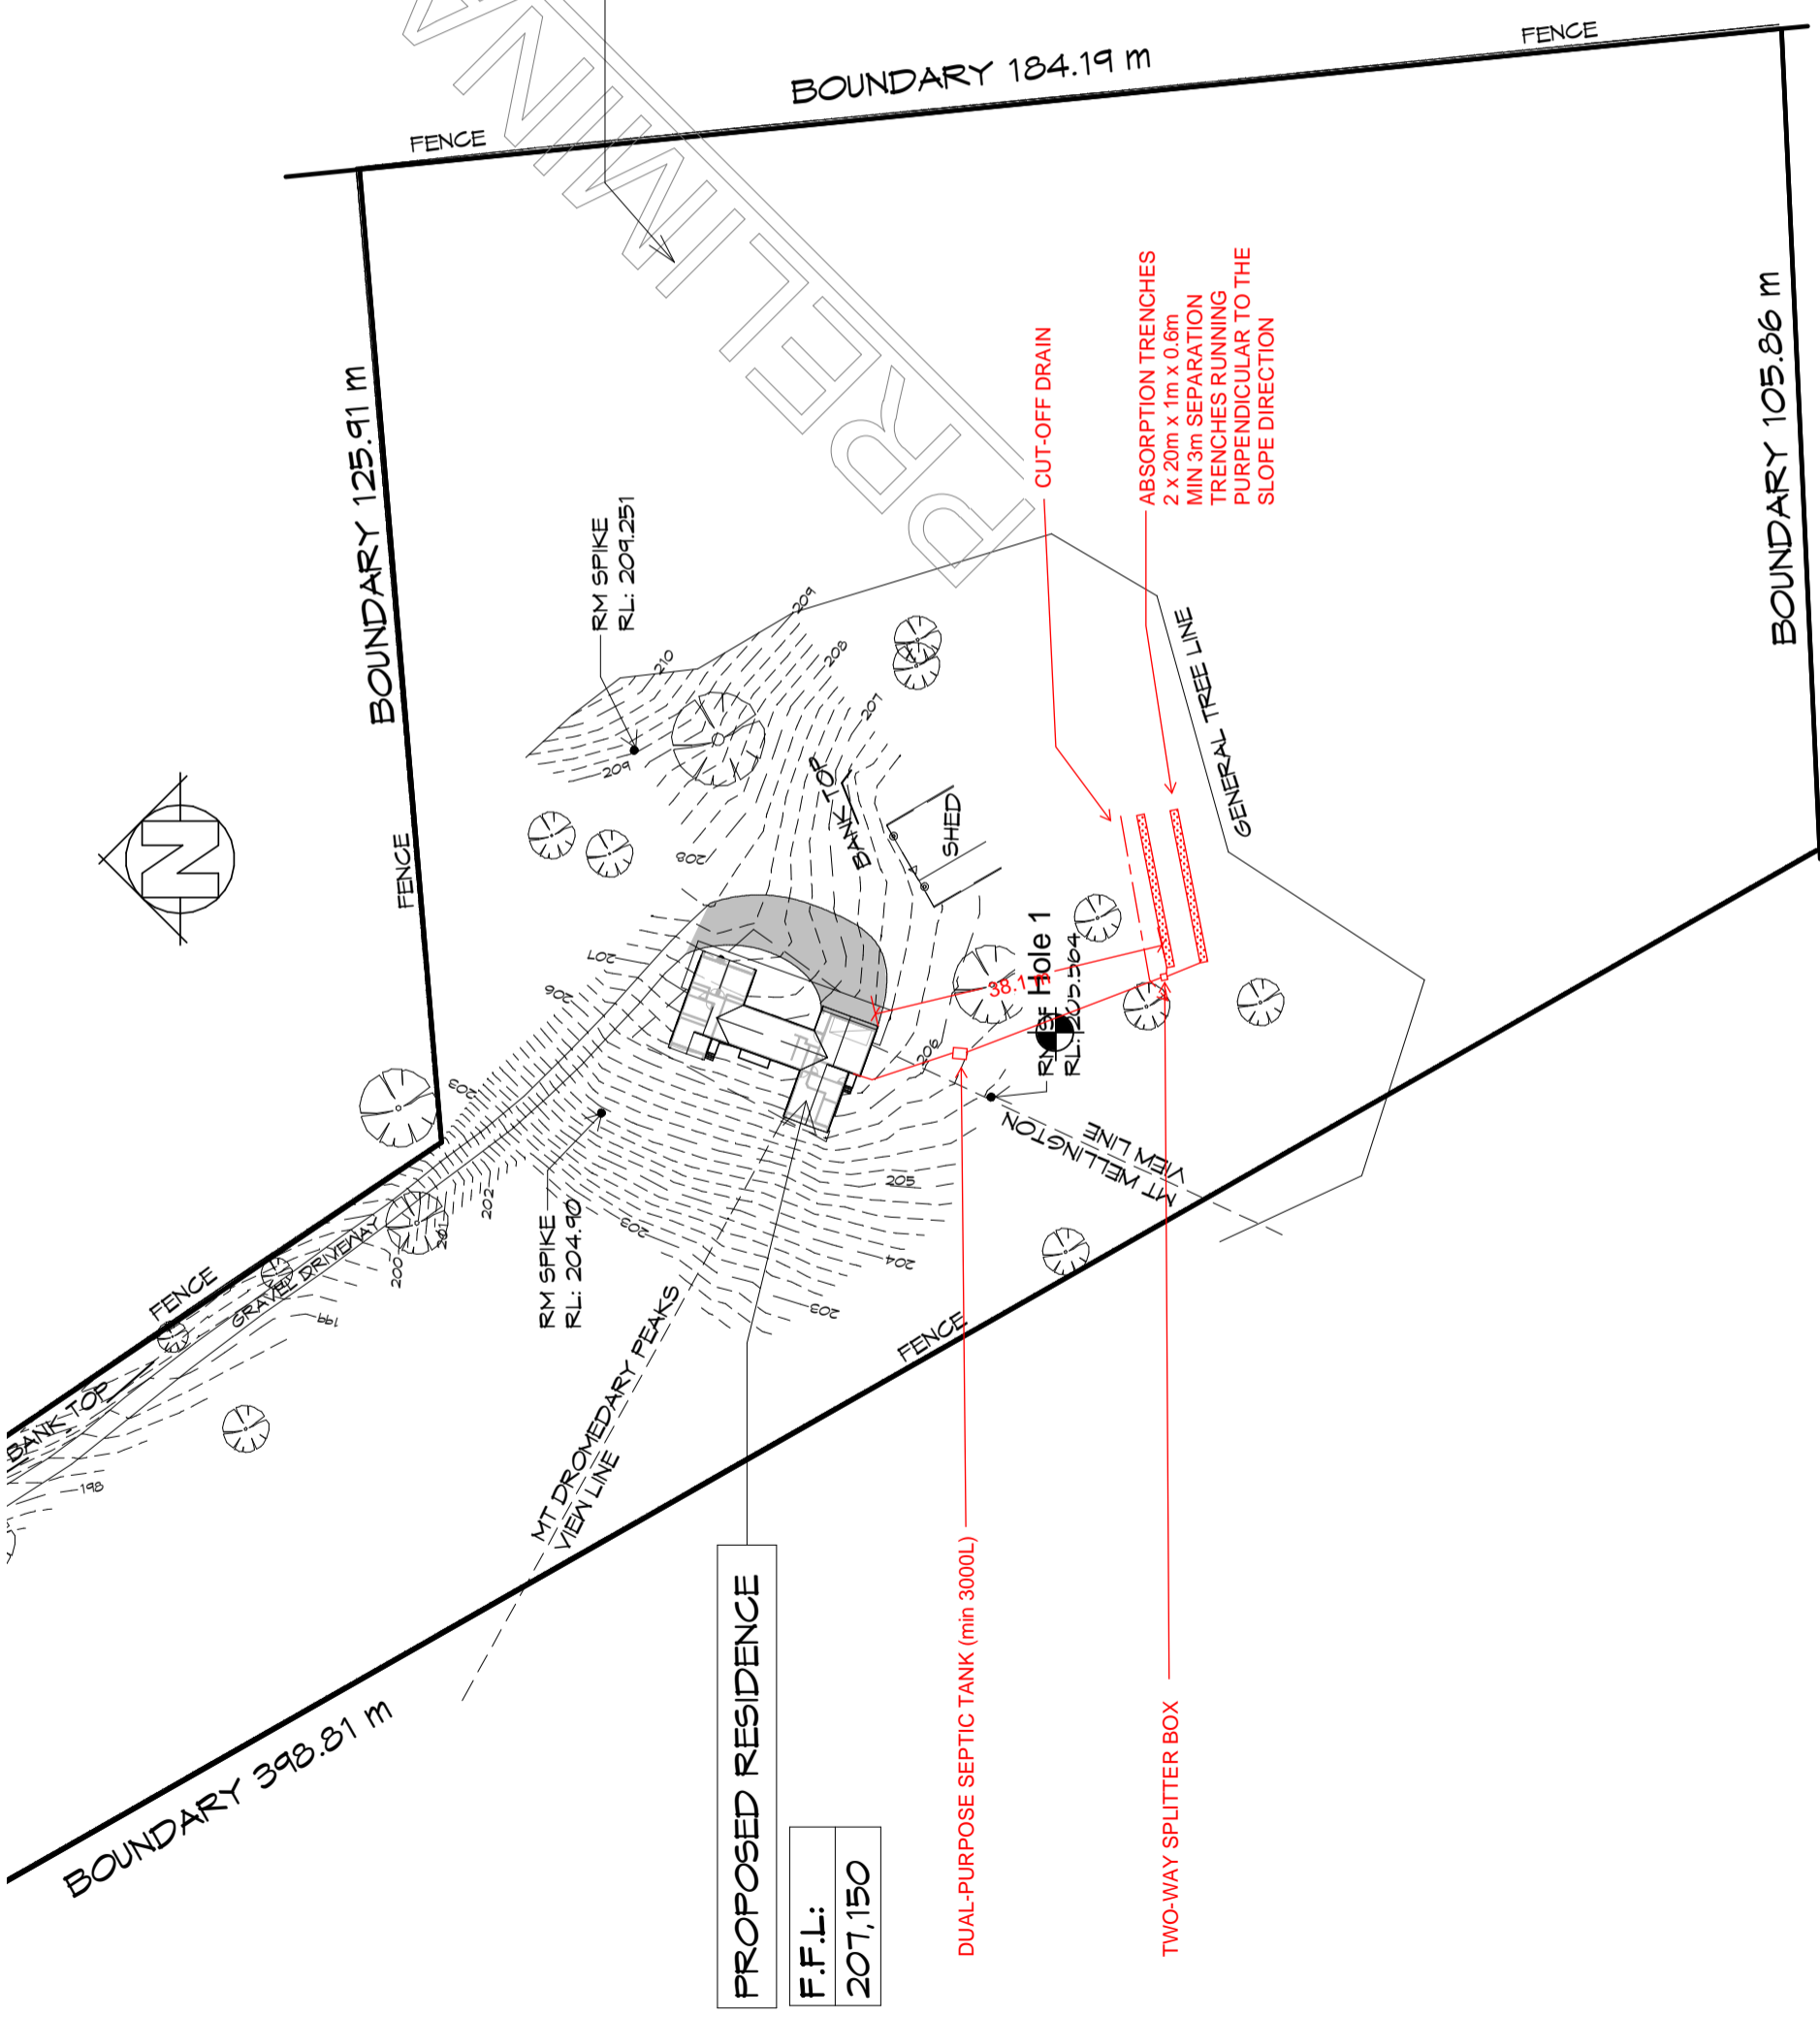 BOUNDARY 184.19 m
FENCE
FENCE
BOUNDARY 125.91 m
FENCE
N
PRELIMINA
RM SPIKE
RL: 209.251
CUT-OFF DRAIN
ABSORPTION TRENCHES
2 x 20m x 1m x 0.6m
MIN 3m SEPARATION
TRENCHES RUNNING
PURPENDICULAR TO THE
SLOPE DIRECTION
BOUNDARY 105.86 m
GENERAL TREE LINE
210
209
209
208
208
207
BANK TOP
SHED
Hole 1
RL: 205.564
38.1
207
206
203
206
205
204
203
203
202
201
200
199
198
MT WELLINGTON
VIEW LINE
RM SPIKE
RL: 204.90
FENCE
GRAVEL DRIVEWAY
BANK TOP
MT DROMEDARY PEAKS
VIEW LINE
FENCE
BOUNDARY 398.81 m
PROPOSED RESIDENCE
F.F.L:
207,150
DUAL-PURPOSE SEPTIC TANK (min 3000L)
TWO-WAY SPLITTER BOX